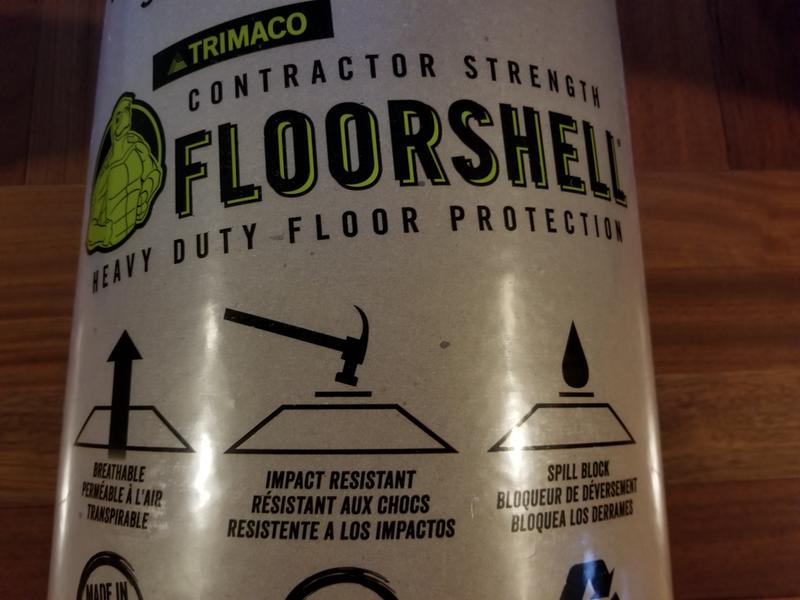 TRIMACO
CONTRACTOR STRENGTH
FLOORSHELL
HEAVY DUTY FLOOR PROTECTION
BREATHABLE
PERMÉABLE À L'AIR
TRANSPIRABLE
IMPACT RESISTANT
RÉSISTANT AUX CHOCS
RESISTENTE A LOS IMPACTOS
SPILL BLOCK
BLOQUEUR DE DÉVERSEMENT
BLOQUEA LOS DERRAMES
MADE IN